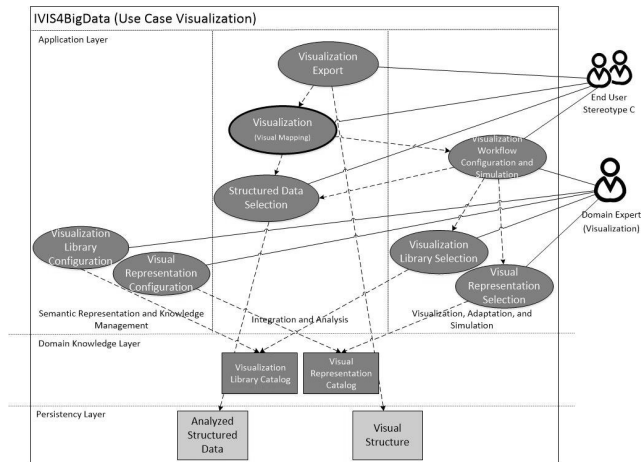 IVIS4BigData (Use Case Visualization)
Application Layer
Visualization
Export
End User
Stereotype C
Visualization
(Visual Mapping)
Visualization
Workflow
Configuration and
Simulation
Structured Data
Selection
Domain Expert
(Visualization)
Visualization
Library
Configuration
Visual
Representation
Configuration
Visualization
Library Selection
Visual
Representation
Selection
Semantic Representation and Knowledge
Management
Integration and Analysis
Visualization, Adaptation, and
Simulation
Domain Knowledge Layer
Visualization
Library Catalog
Visual
Representation
Catalog
Persistency Layer
Analyzed
Structured
Data
Visual
Structure